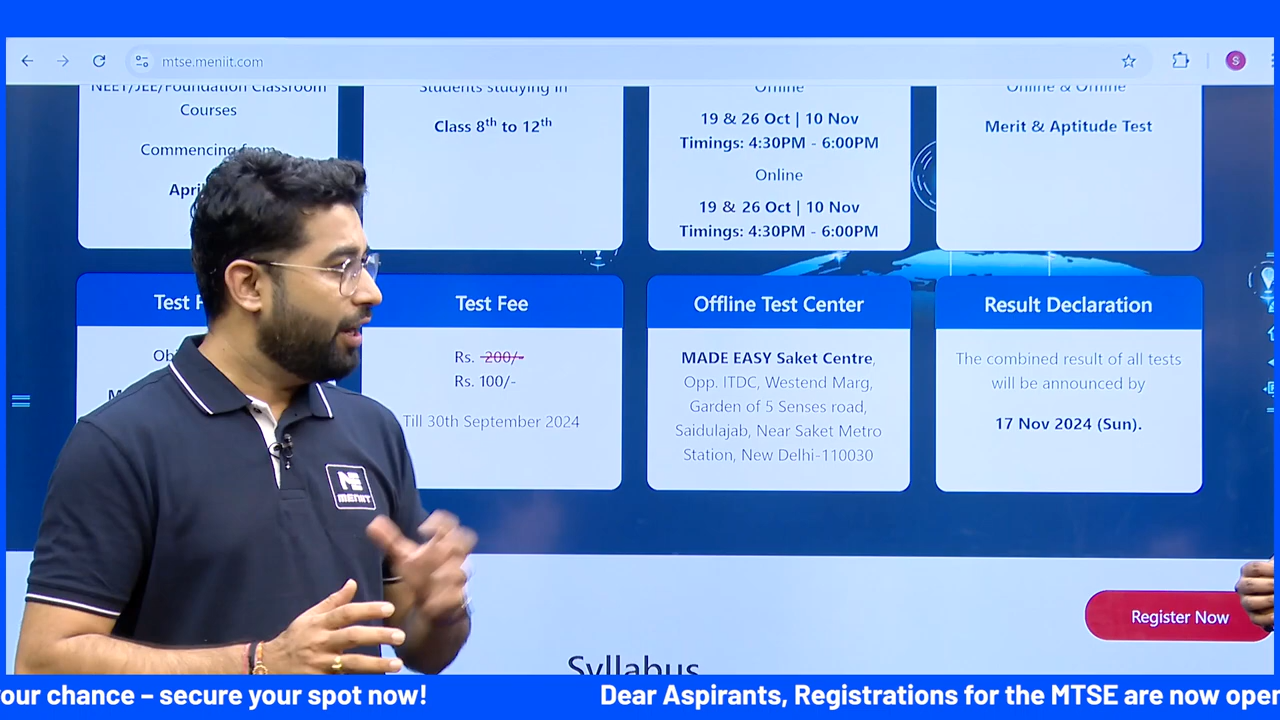 mtse.meniit.com
S
NEET/JEE/Foundation Classroom
Courses
Commencing from
April
Students studying in
Class 8th to 12th
Offline
19 & 26 Oct | 10 Nov
Timings: 4:30PM - 6:00PM
Online
19 & 26 Oct | 10 Nov
Timings: 4:30PM - 6:00PM
Online & Offline
Merit & Aptitude Test
Test
Test Fee
Rs. 200/-
Rs. 100/-
Till 30th September 2024
Offline Test Center
MADE EASY Saket Centre,
Opp. ITDC, Westend Marg,
Garden of 5 Senses road,
Saidulajab, Near Saket Metro
Station, New Delhi-110030
Result Declaration
The combined result of all tests
will be announced by
17 Nov 2024 (Sun).
NE
MENIIT
Register Now
Syllabus
your chance – secure your spot now!
Dear Aspirants, Registrations for the MTSE are now open